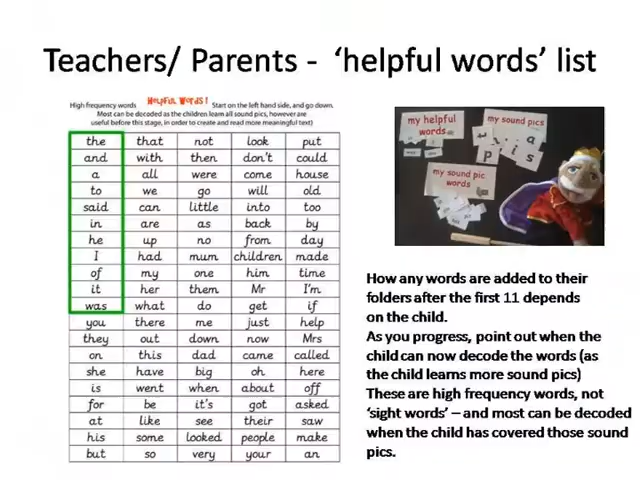 Teachers/ Parents - 'helpful words' list
High frequency words Helpful Words! Start on the left hand side, and go down.
Most can be decoded as the children learn all sound pics, however are
useful before this stage, in order to create and read more meaningful text)
the that not look put
and with then don't could
a all were come house
to we go will old
said can little into too
in are as back by
he up no from day
I had mum children made
of my one him time
it her them Mr I'm
was what do get if
you there me just help
they out down now Mrs
on this dad came called
she have big oh here
is went when about off
for be it's got asked
at like see their saw
his some looked people make
but so very your an
my helpful
words
my sound pics
a
p i s
my sound pic
words
How any words are added to their
folders after the first 11 depends
on the child.
As you progress, point out when the
child can now decode the words (as
the child learns more sound pics)
These are high frequency words, not
'sight words' – and most can be decoded
when the child has covered those sound
pics.